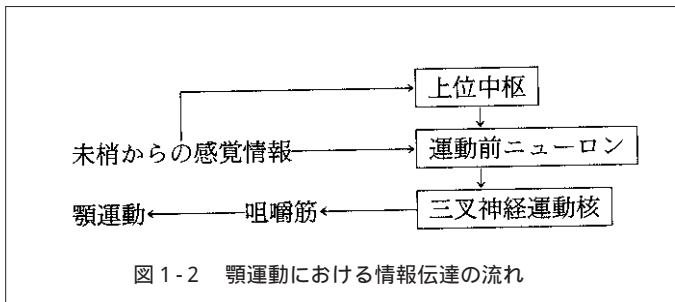 上位中枢
未梢からの感覚情報 運動前ニューロン
顎運動 咀嚼筋 三叉神経運動核
図1-2 顎運動における情報伝達の流れ